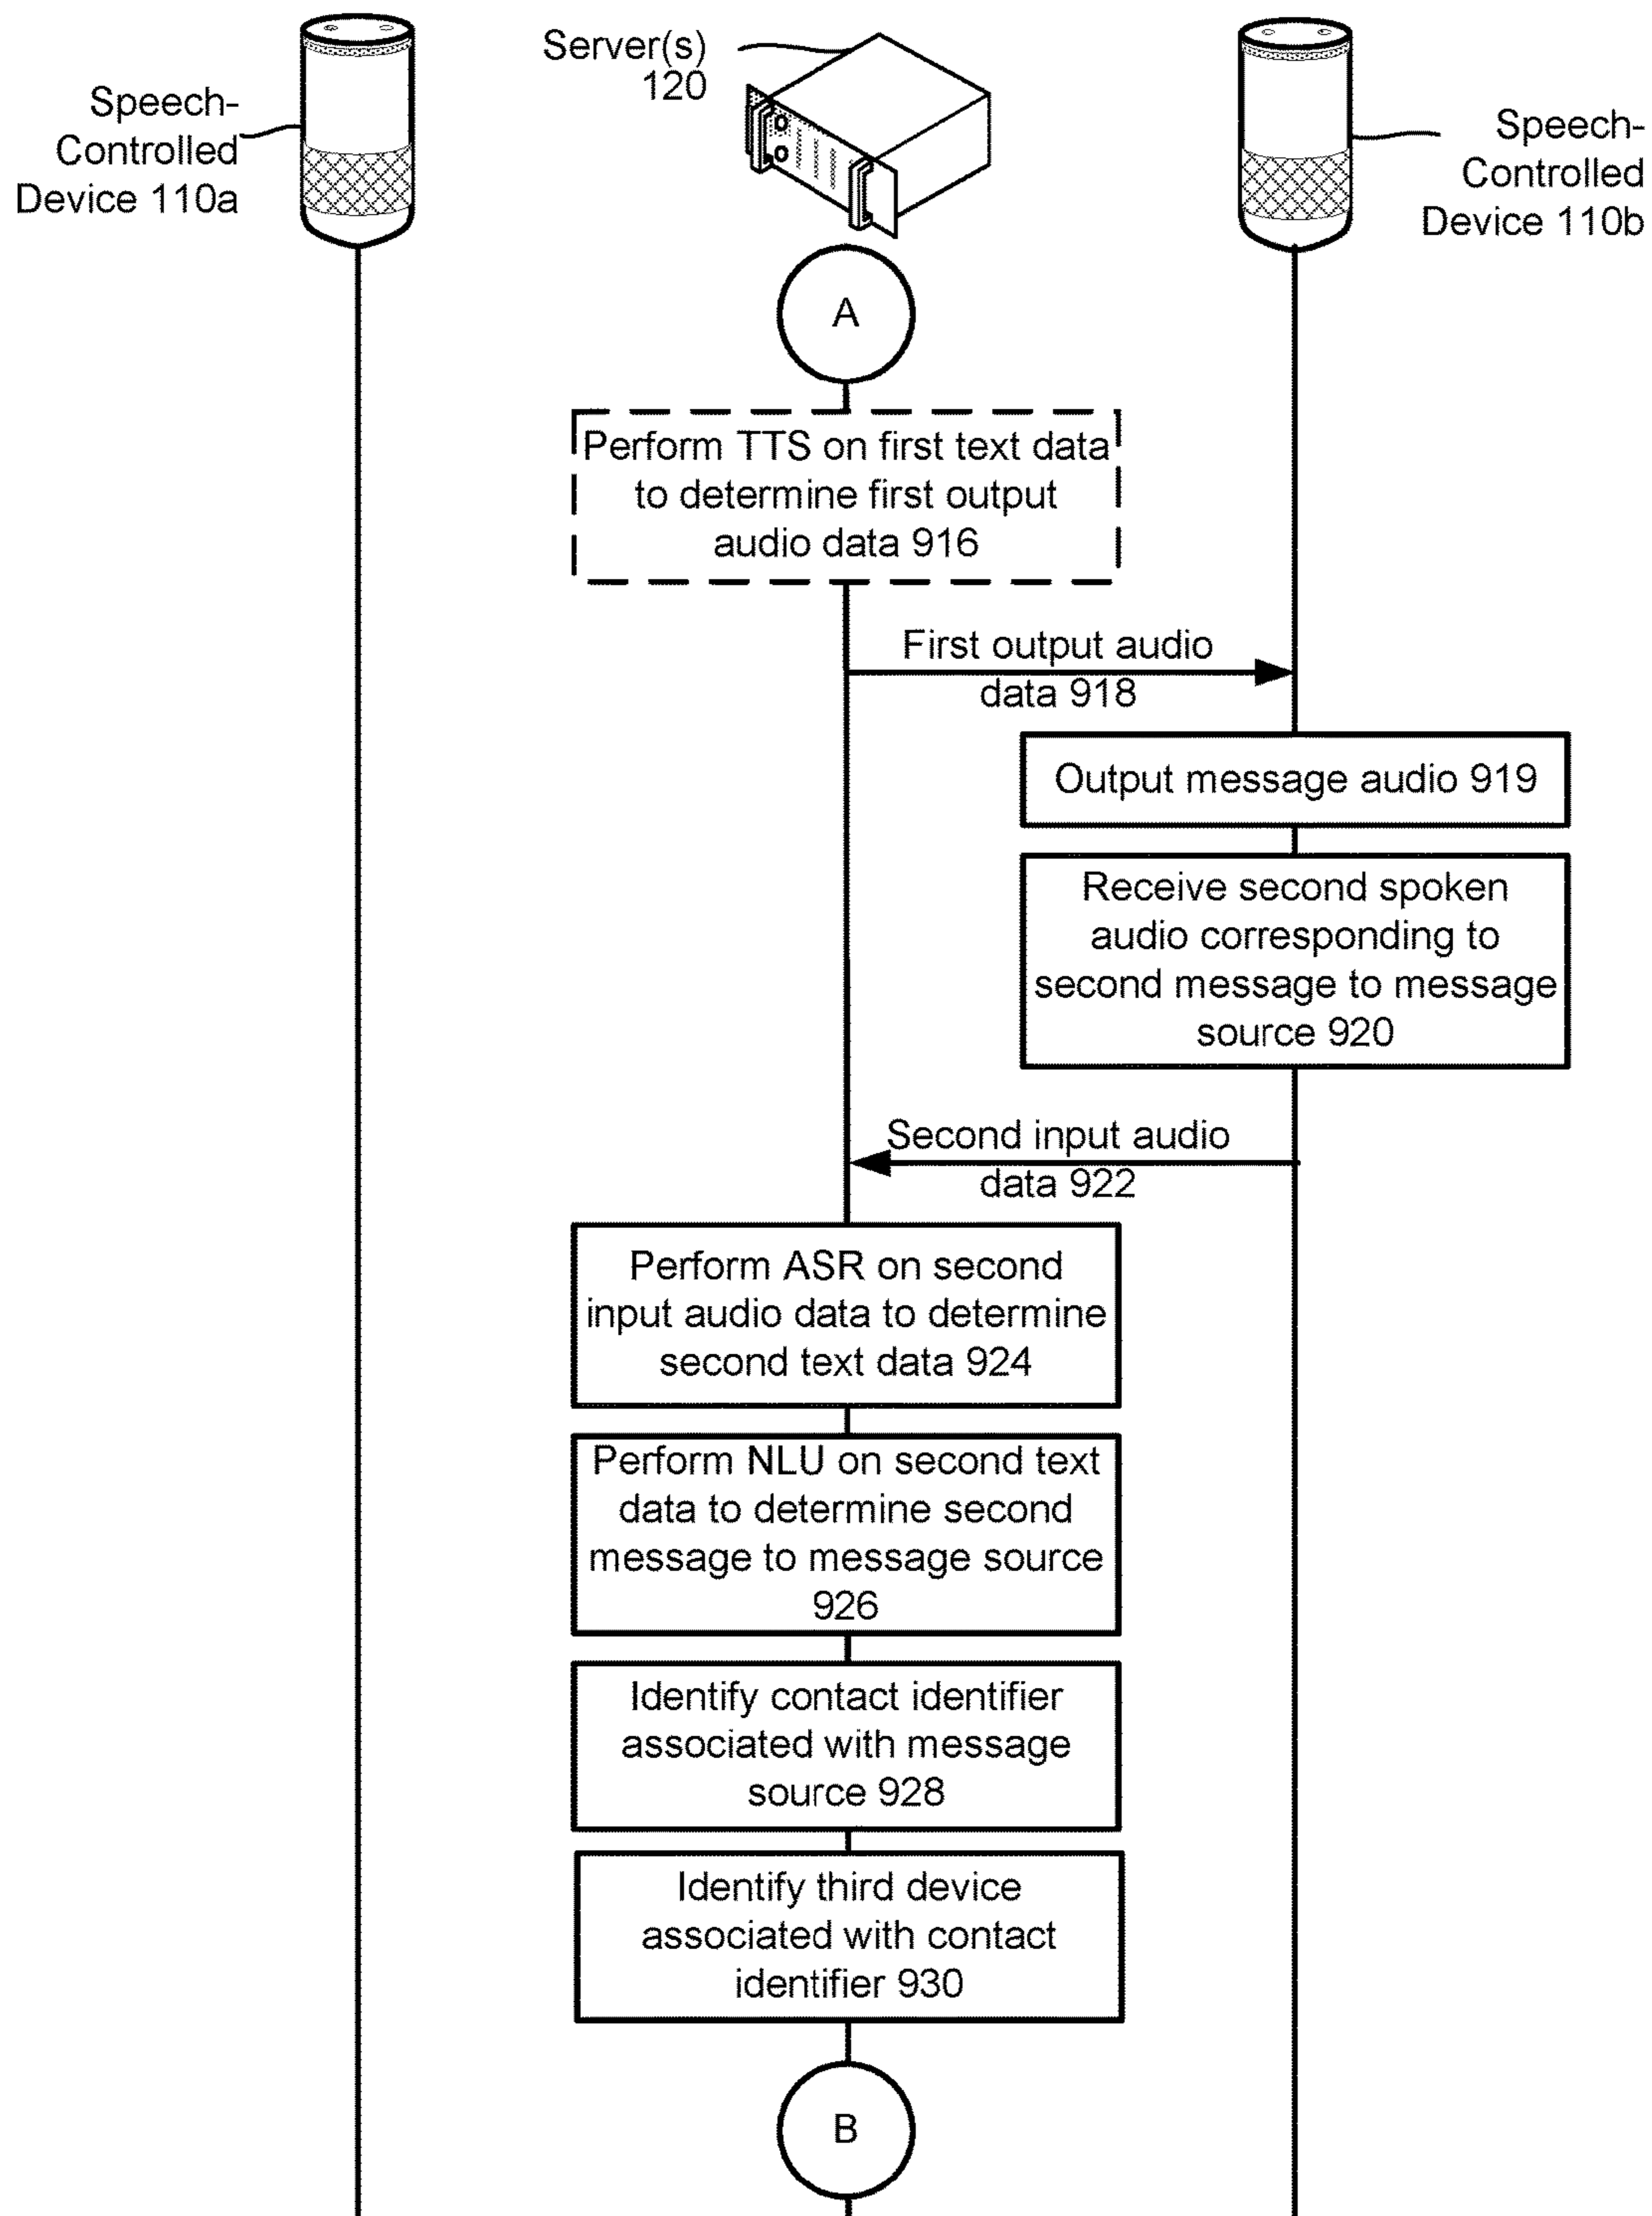 Speech-
Controlled
Device 110a
Server(s)
120
Speech-
Controlled
Device 110b
A
Perform TTS on first text data
to determine first output
audio data 916
First output audio
data 918
Output message audio 919
Receive second spoken
audio corresponding to
second message to message
source 920
Second input audio
data 922
Perform ASR on second
input audio data to determine
second text data 924
Perform NLU on second text
data to determine second
message to message source
926
Identify contact identifier
associated with message
source 928
Identify third device
associated with contact
identifier 930
B